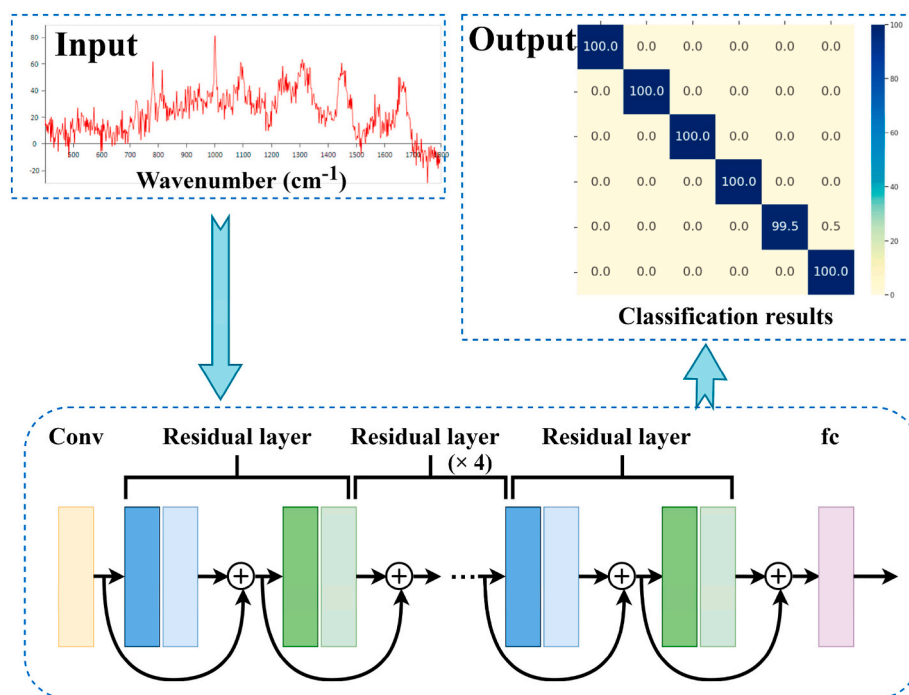 Input
80
60
40
20
0
-20
500 600 700 800 900 1000 1100 1200 1300 1400 1500 1600 1700 1800
Wavenumber (cm-1)
Output
100.0 0.0 0.0 0.0 0.0 0.0
0.0 100.0 0.0 0.0 0.0 0.0
0.0 0.0 100.0 0.0 0.0 0.0
0.0 0.0 0.0 100.0 0.0 0.0
0.0 0.0 0.0 0.0 99.5 0.5
0.0 0.0 0.0 0.0 0.0 100.0
100
80
60
40
20
0
Classification results
Conv
Residual layer
Residual layer
(× 4)
Residual layer
fc
+ + + +